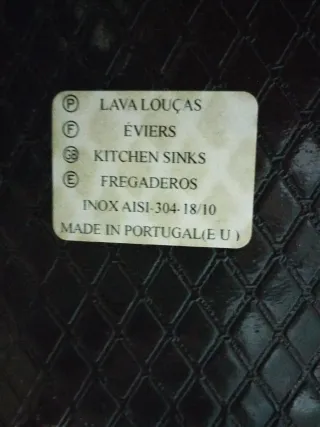 P LAVA LOUÇAS
F ÉVIERS
GB KITCHEN SINKS
E FREGADEROS
INOX AISI-304-18/10
MADE IN PORTUGAL(E U )